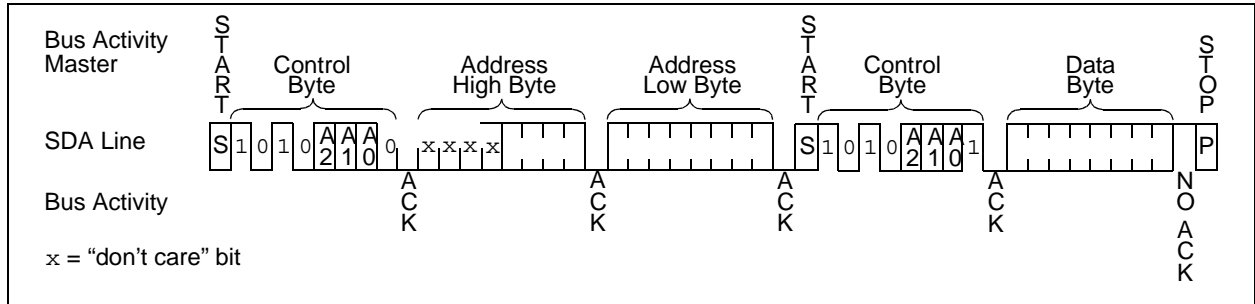 Bus Activity Master
START
Control Byte
Address High Byte
Address Low Byte
START
Control Byte
Data Byte
STOP
SDA Line
S 1 0 1 0 A2 A1 A0 0 x x x x S 1 0 1 0 A2 A1 A0 1 P
Bus Activity
ACK
ACK
ACK
ACK
NO ACK
x = “don’t care” bit